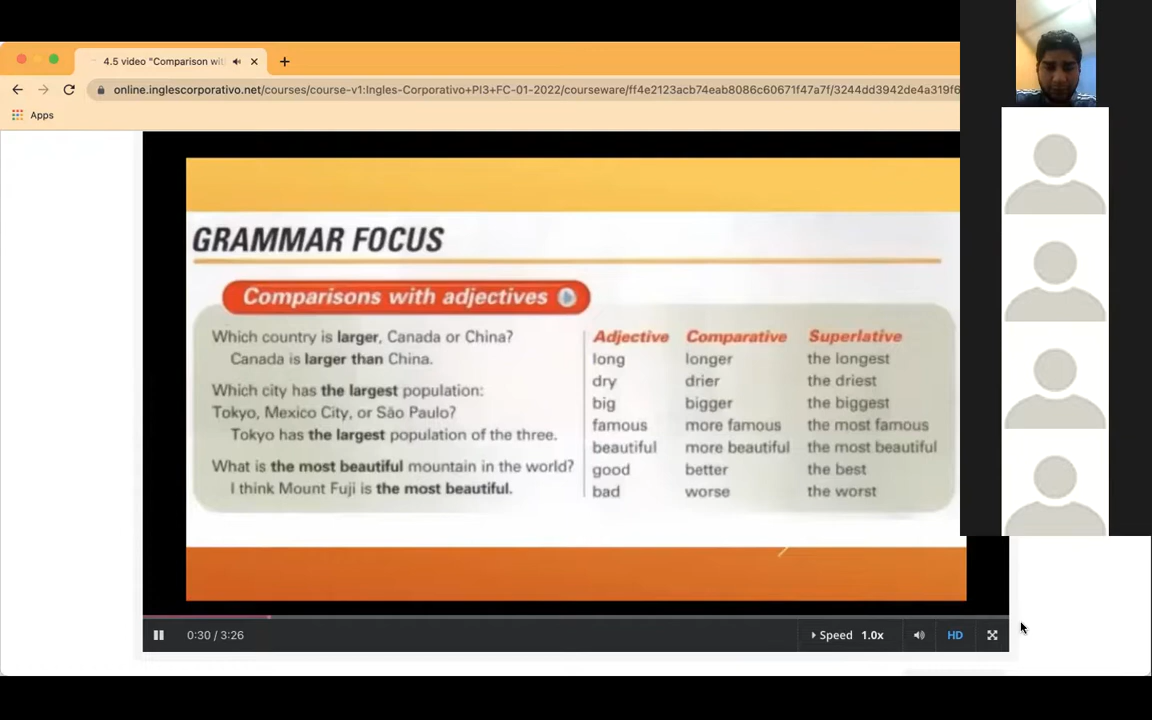 4.5 video "Comparison wit
online.inglescorporativo.net/courses/course-v1:Ingles-Corporativo+PI3+FC-01-2022/courseware/ff4e2123acb74eab8086c60671f47a7f/3244dd3942de4a319f6
Apps
GRAMMAR FOCUS
Comparisons with adjectives
Which country is larger, Canada or China?
Canada is larger than China.
Which city has the largest population:
Tokyo, Mexico City, or São Paulo?
Tokyo has the largest population of the three.
What is the most beautiful mountain in the world?
I think Mount Fuji is the most beautiful.
Adjective Comparative Superlative
long longer the longest
dry drier the driest
big bigger the biggest
famous more famous the most famous
beautiful more beautiful the most beautiful
good better the best
bad worse the worst
0:30 / 3:26
Speed 1.0x
HD